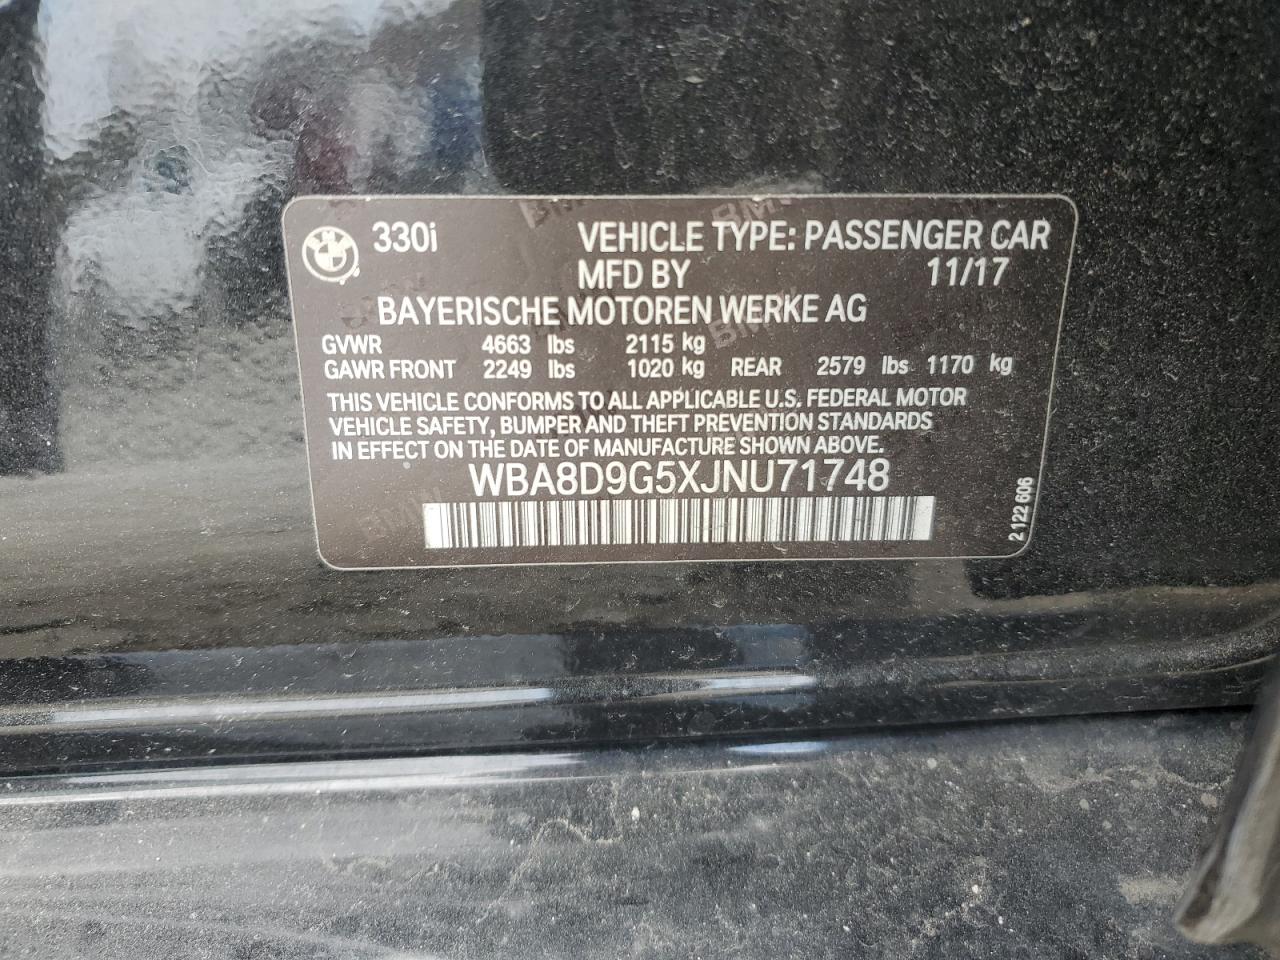 330i VEHICLE TYPE: PASSENGER CAR
MFD BY 11/17
BAYERISCHE MOTOREN WERKE AG
GVWR 4663 lbs 2115 kg
GAWR FRONT 2249 lbs 1020 kg REAR 2579 lbs 1170 kg
THIS VEHICLE CONFORMS TO ALL APPLICABLE U.S. FEDERAL MOTOR
VEHICLE SAFETY, BUMPER AND THEFT PREVENTION STANDARDS
IN EFFECT ON THE DATE OF MANUFACTURE SHOWN ABOVE.
WBA8D9G5XJNU71748
2 122 606